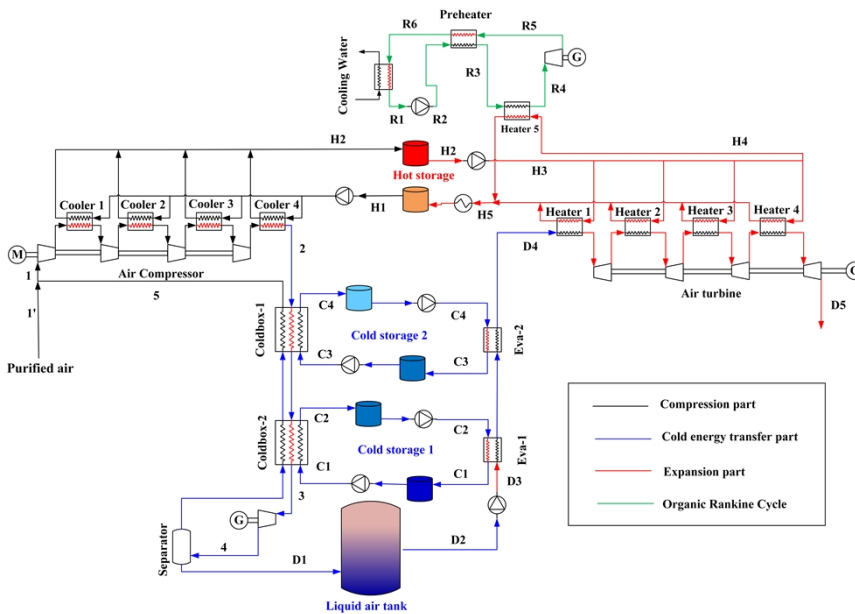 Preheater
R6
R5
G
Cooling Water
R3
R4
R1
R2
Heater 5
H2
H2
H4
Hot storage
H3
Cooler 1
Cooler 2
Cooler 3
Cooler 4
H1
H5
Heater 1
Heater 2
Heater 3
Heater 4
M
2
D4
1
Air Compressor
Air turbine
G
5
1'
C4
C4
D5
Coldbox-1
Cold storage 2
Eva-2
C3
C3
Purified air
C2
C2
Coldbox-2
Cold storage 1
Eva-1
C1
C1
3
D3
G
4
D2
Separator
D1
Liquid air tank
Compression part
Cold energy transfer part
Expansion part
Organic Rankine Cycle